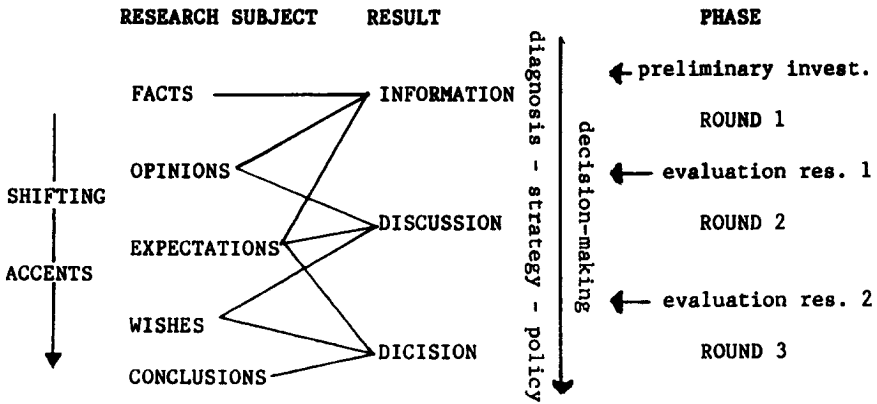 RESEARCH SUBJECT RESULT PHASE
preliminary invest.
FACTS INFORMATION
ROUND 1
OPINIONS
evaluation res. 1
SHIFTING
DISCUSSION ROUND 2
EXPECTATIONS
ACCENTS
evaluation res. 2
WISHES
DICISION ROUND 3
CONCLUSIONS
diagnosis - strategy - policy
decision-making